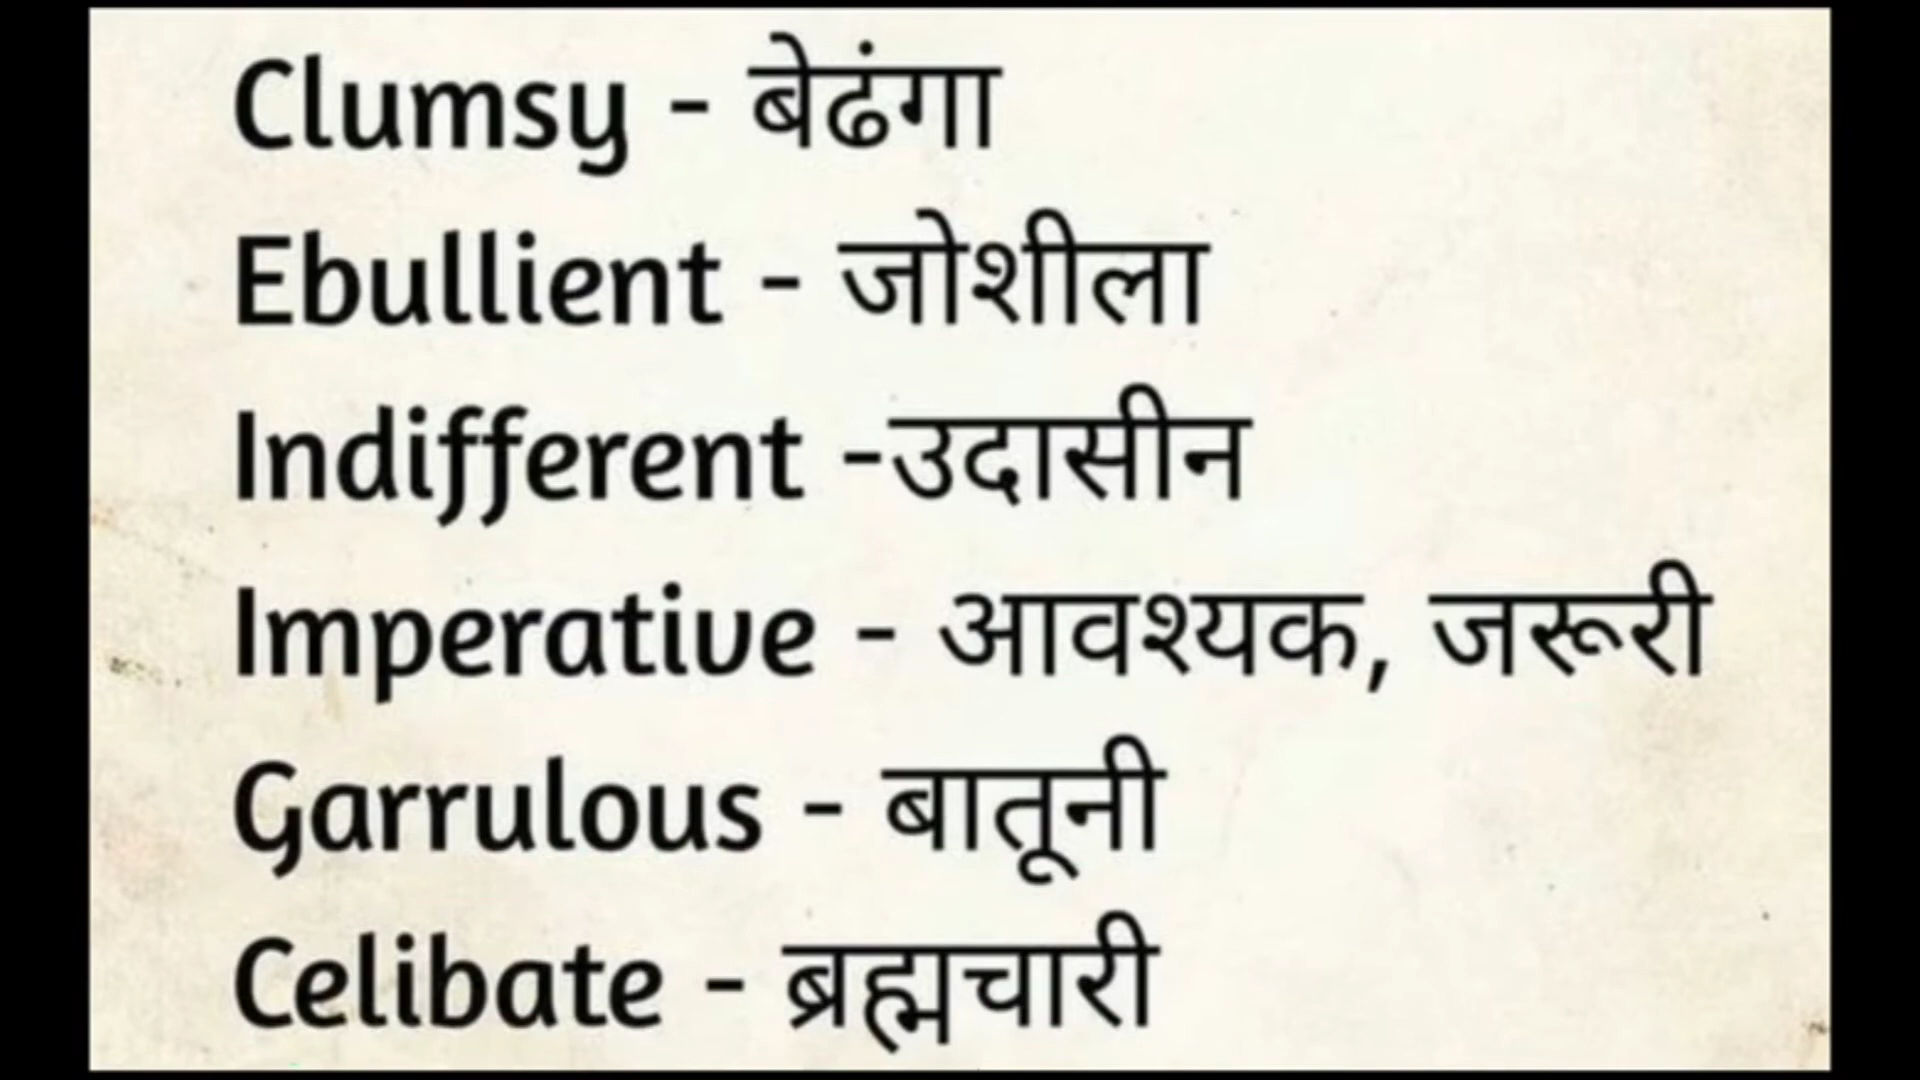 Clumsy - बेढंगा
Ebullient - जोशीला
Indifferent -उदासीन
Imperative - आवश्यक, जरूरी
Garrulous - बातूनी
Celibate - ब्रह्मचारी